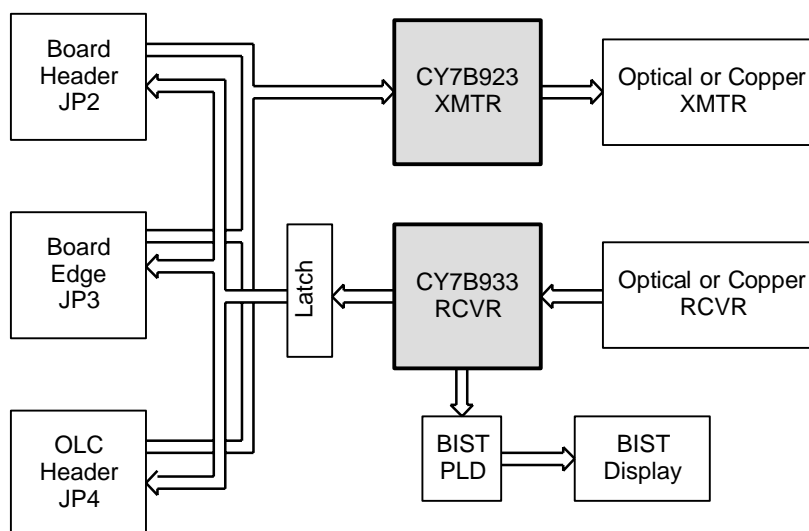 Board
Header
JP2
CY7B923
XMTR
Optical or Copper
XMTR
Board
Edge
JP3
Latch
CY7B933
RCVR
Optical or Copper
RCVR
OLC
Header
JP4
BIST
PLD
BIST
Display